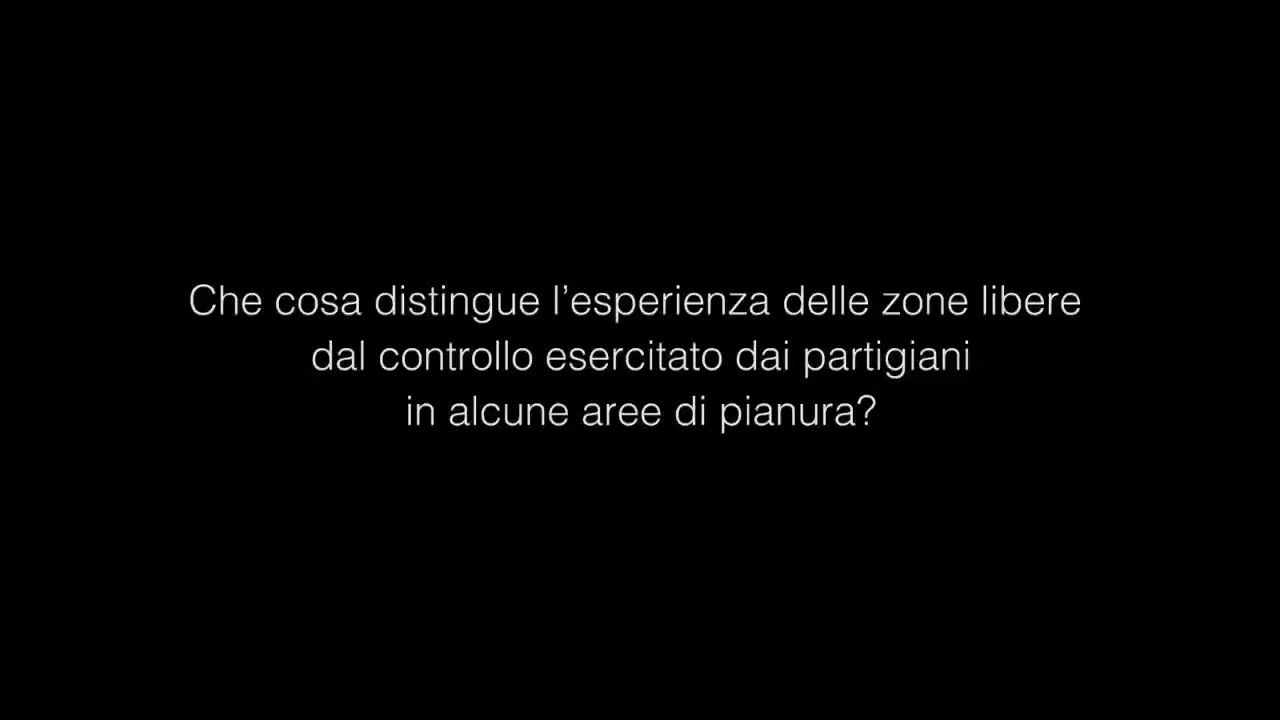 Che cosa distingue l’esperienza delle zone libere
dal controllo esercitato dai partigiani
in alcune aree di pianura?